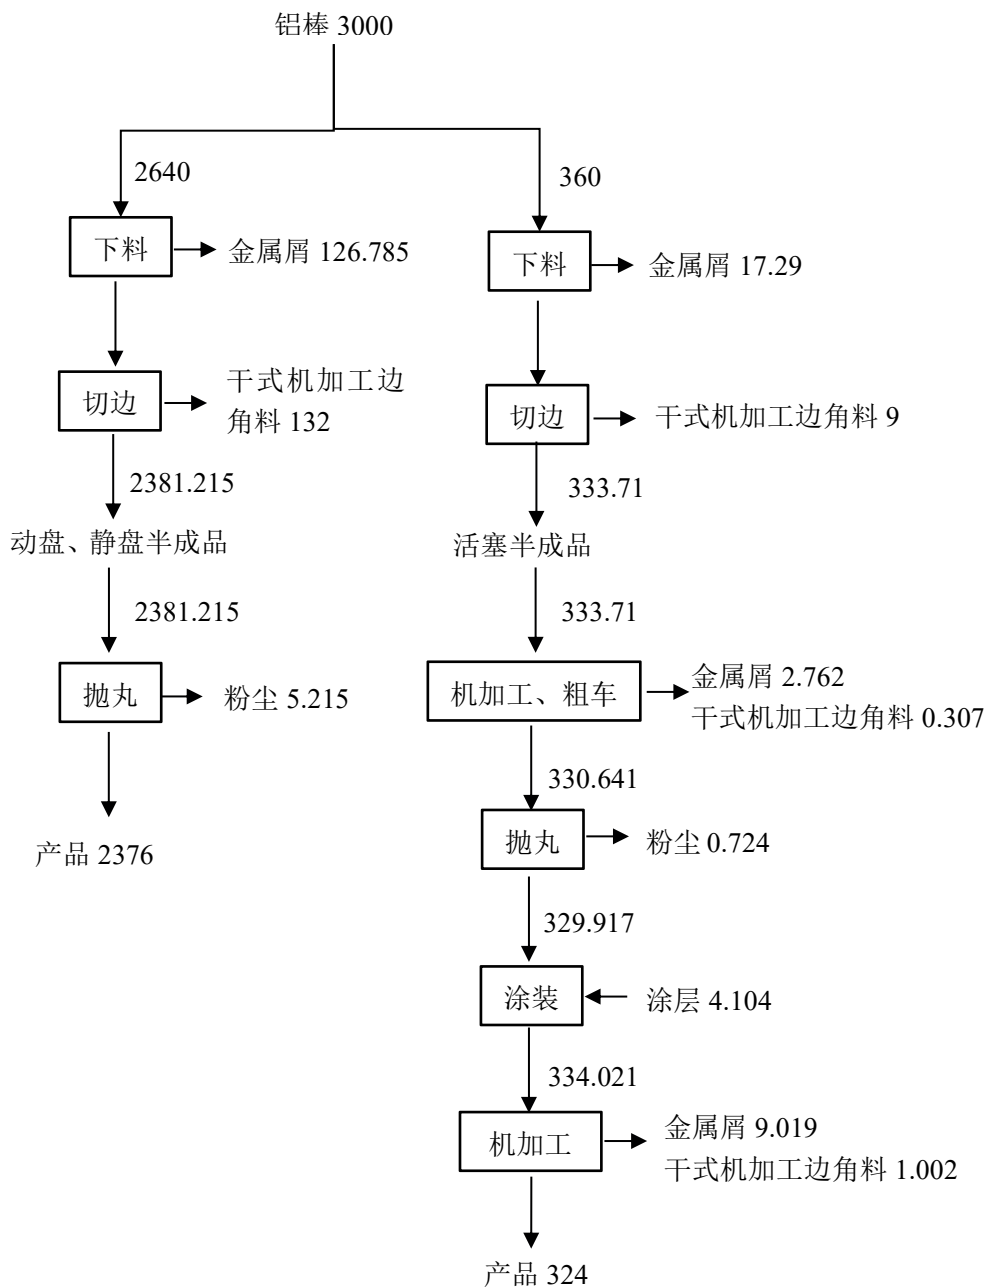 铝棒 3000
2640
360
下料
金属屑 126.785
下料
金属屑 17.29
切边
干式机加工边
角料 132
切边
干式机加工边角料 9
2381.215
333.71
动盘、静盘半成品
活塞半成品
2381.215
333.71
抛丸
粉尘 5.215
机加工、粗车
金属屑 2.762
干式机加工边角料 0.307
330.641
产品 2376
抛丸
粉尘 0.724
329.917
涂装
涂层 4.104
334.021
机加工
金属屑 9.019
干式机加工边角料 1.002
产品 324